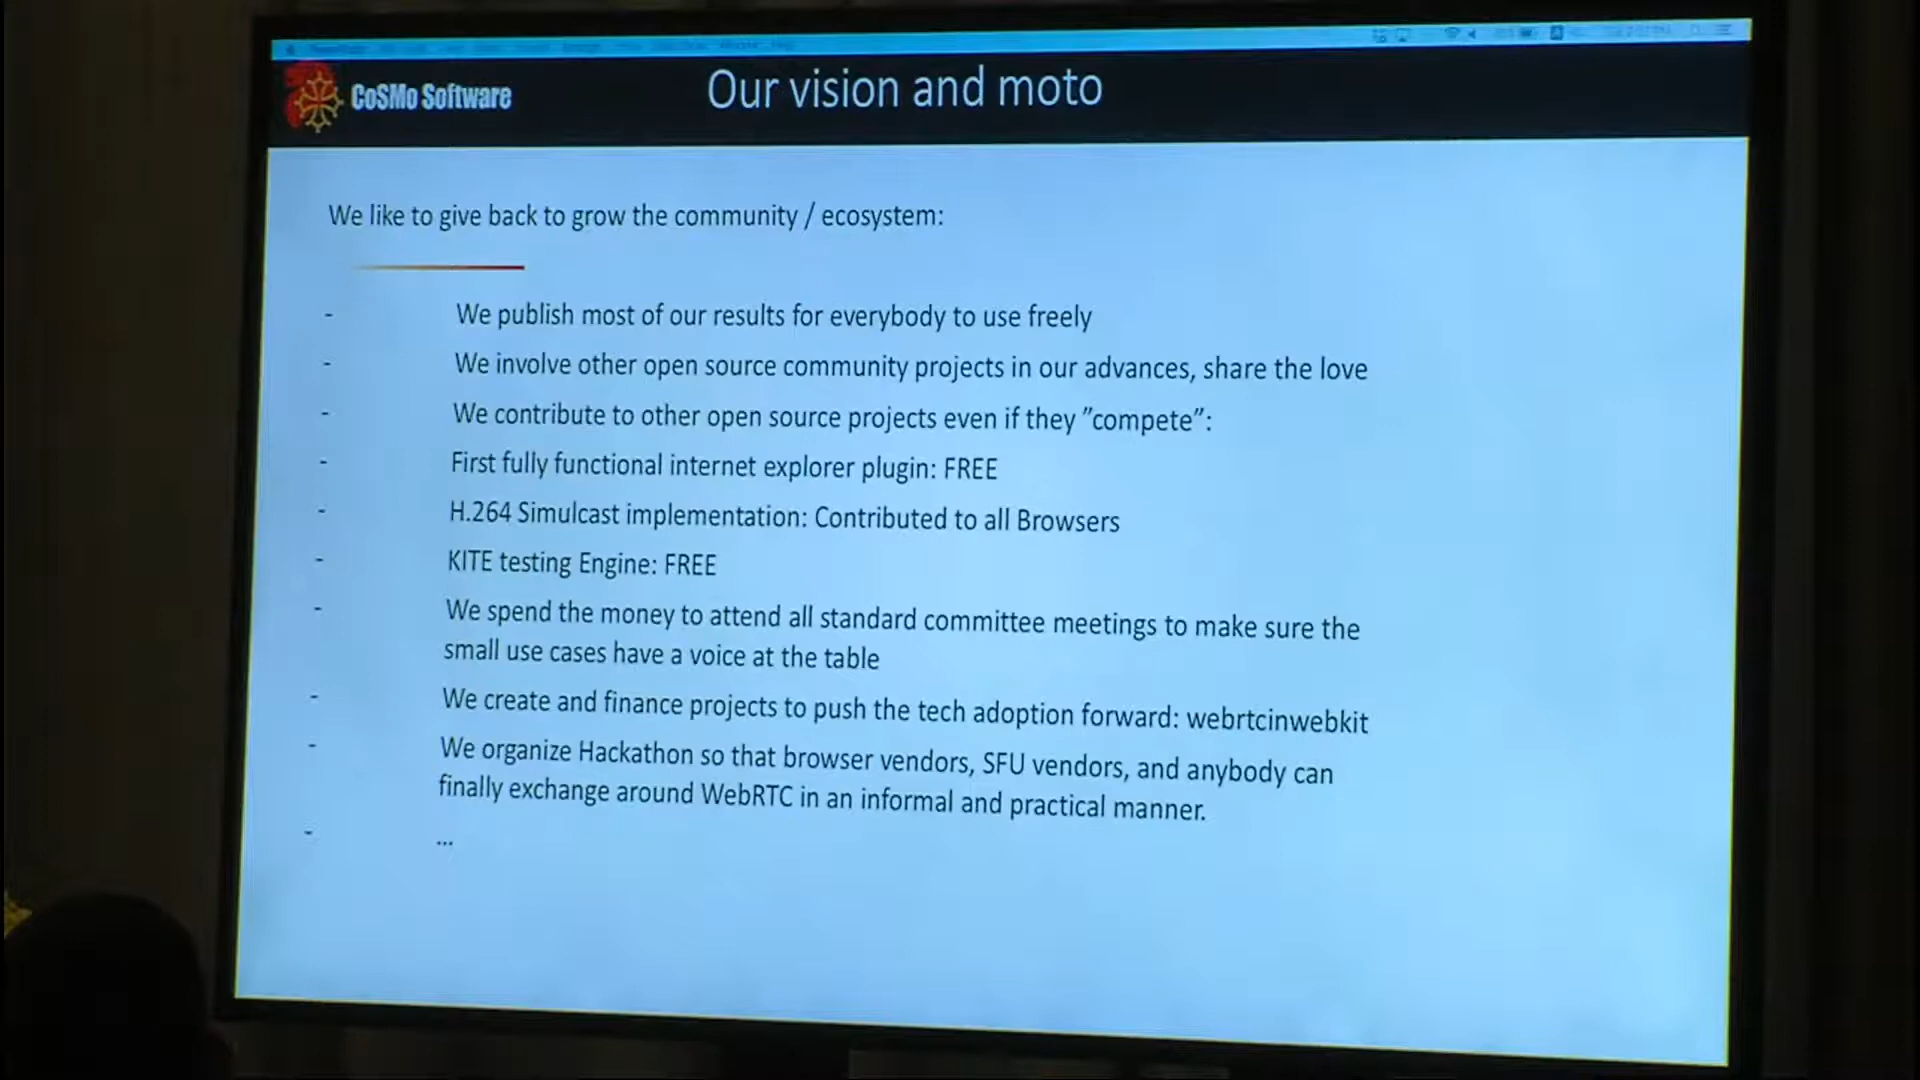 CoSMo Software
Our vision and moto
We like to give back to grow the community / ecosystem:
- We publish most of our results for everybody to use freely
- We involve other open source community projects in our advances, share the love
- We contribute to other open source projects even if they ”compete”:
- First fully functional internet explorer plugin: FREE
- H.264 Simulcast implementation: Contributed to all Browsers
- KITE testing Engine: FREE
- We spend the money to attend all standard committee meetings to make sure the
small use cases have a voice at the table
- We create and finance projects to push the tech adoption forward: webrtcinwebkit
- We organize Hackathon so that browser vendors, SFU vendors, and anybody can
finally exchange around WebRTC in an informal and practical manner.
- ...